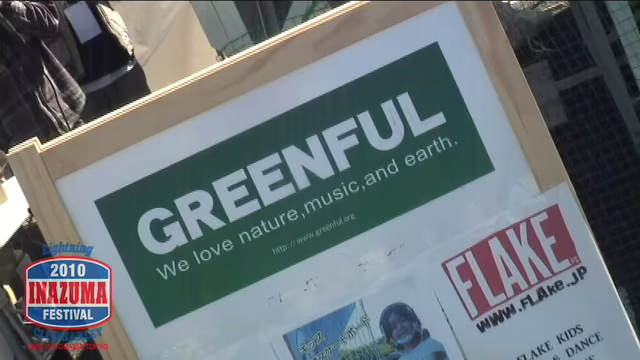 GREENFUL
We love nature,music,and earth.
http://www.greenful.org
FLAKE
www.FLAke.JP
FLAKE KIDS
& DANCE
Lightning
2010
INAZUMA
FESTIVAL